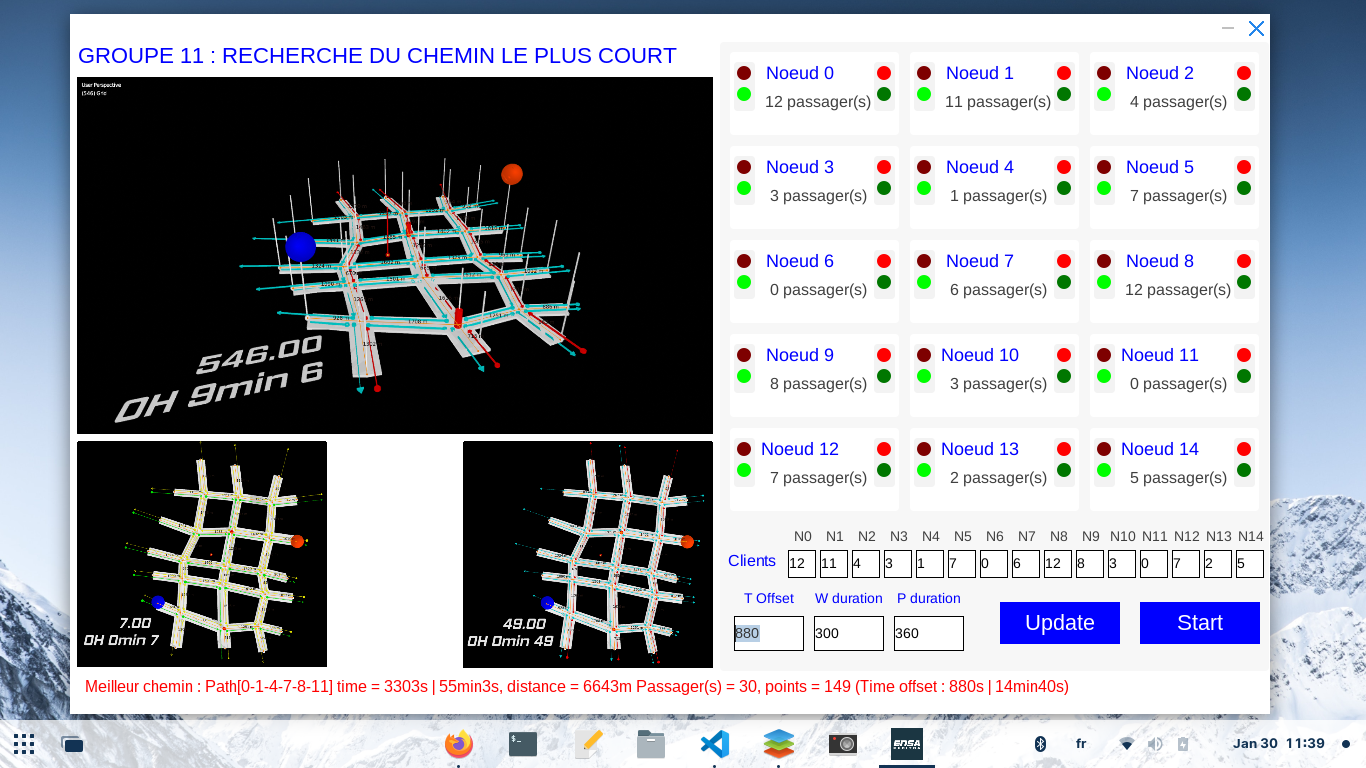 GROUPE 11 : RECHERCHE DU CHEMIN LE PLUS COURT
User Perspective
(546) Grid
546.00
0H 9min 6
7.00
0H 0min 7
49.00
0H 0min 49
Noeud 0
12 passager(s)
Noeud 1
11 passager(s)
Noeud 2
4 passager(s)
Noeud 3
3 passager(s)
Noeud 4
1 passager(s)
Noeud 5
7 passager(s)
Noeud 6
0 passager(s)
Noeud 7
6 passager(s)
Noeud 8
12 passager(s)
Noeud 9
8 passager(s)
Noeud 10
3 passager(s)
Noeud 11
0 passager(s)
Noeud 12
7 passager(s)
Noeud 13
2 passager(s)
Noeud 14
5 passager(s)
N0 N1 N2 N3 N4 N5 N6 N7 N8 N9 N10 N11 N12 N13 N14
Clients 12 11 4 3 1 7 0 6 12 8 3 0 7 2 5
T Offset W duration P duration
880 300 360 Update Start
Meilleur chemin : Path[0-1-4-7-8-11] time = 3303s | 55min3s, distance = 6643m Passager(s) = 30, points = 149 (Time offset : 880s | 14min40s)
$_
ENSA
fr
Jan 30 11:39